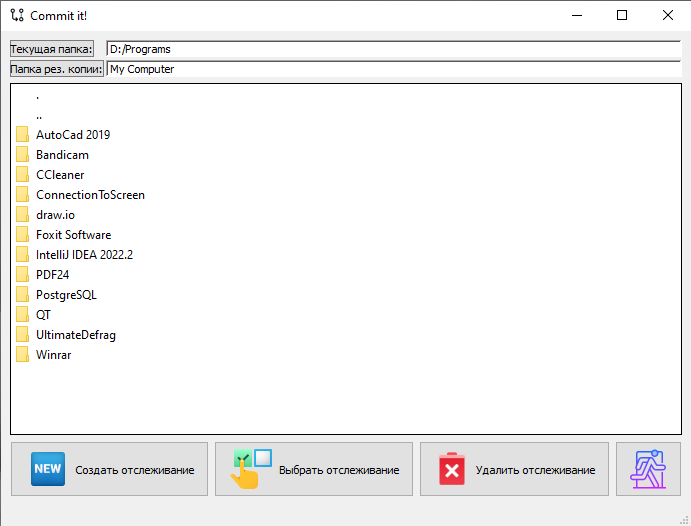 Commit it!
Текущая папка: D:/Programs
Папка рез. копии: My Computer
.
..
AutoCad 2019
Bandicam
CCleaner
ConnectionToScreen
draw.io
Foxit Software
IntelliJ IDEA 2022.2
PDF24
PostgreSQL
QT
UltimateDefrag
Winrar
NEW Создать отслеживание Выбрать отслеживание Удалить отслеживание